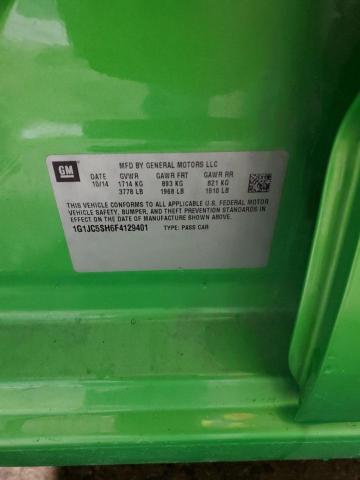 GM
MFD BY GENERAL MOTORS LLC
DATE GVWR GAWR FRT GAWR RR
10/14 1714 KG 893 KG 821 KG
3778 LB 1968 LB 1810 LB
THIS VEHICLE CONFORMS TO ALL APPLICABLE U.S. FEDERAL MOTOR
VEHICLE SAFETY, BUMPER, AND THEFT PREVENTION STANDARDS
IN EFFECT ON THE DATE OF MANUFACTURE SHOWN ABOVE.
1G1JC5SH6F4129401 TYPE: PASS CAR